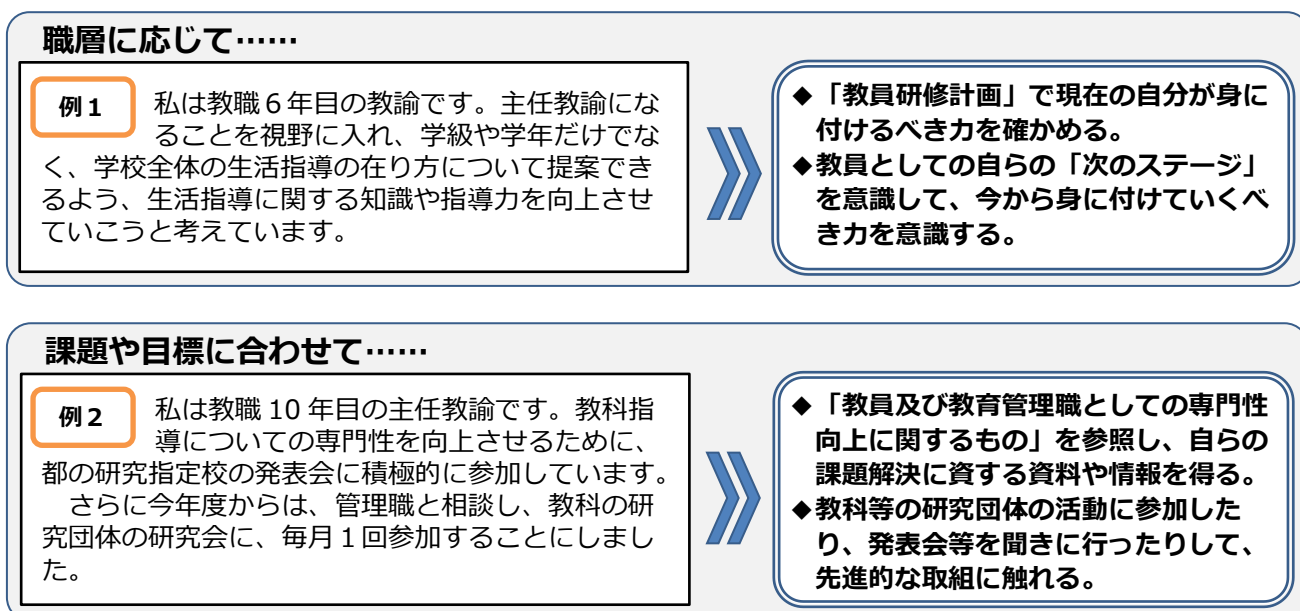 職層に応じて……
例１
私は教職６年目の教諭です。主任教諭にな
ることを視野に入れ、学級や学年だけでな
く、学校全体の生活指導の在り方について提案でき
るよう、生活指導に関する知識や指導力を向上させ
ていこうと考えています。
◆「教員研修計画」で現在の自分が身に
付けるべき力を確かめる。
◆教員としての自らの「次のステージ」
を意識して、今から身に付けていくべ
き力を意識する。
課題や目標に合わせて……
例２
私は教職 10 年目の主任教諭です。教科指
導についての専門性を向上させるために、
都の研究指定校の発表会に積極的に参加しています。
さらに今年度からは、管理職と相談し、教科の研
究団体の研究会に、毎月１回参加することにしまし
た。
◆「教員及び教育管理職としての専門性
向上に関するもの」を参照し、自らの
課題解決に資する資料や情報を得る。
◆教科等の研究団体の活動に参加した
り、発表会等を聞きに行ったりして、
先進的な取組に触れる。